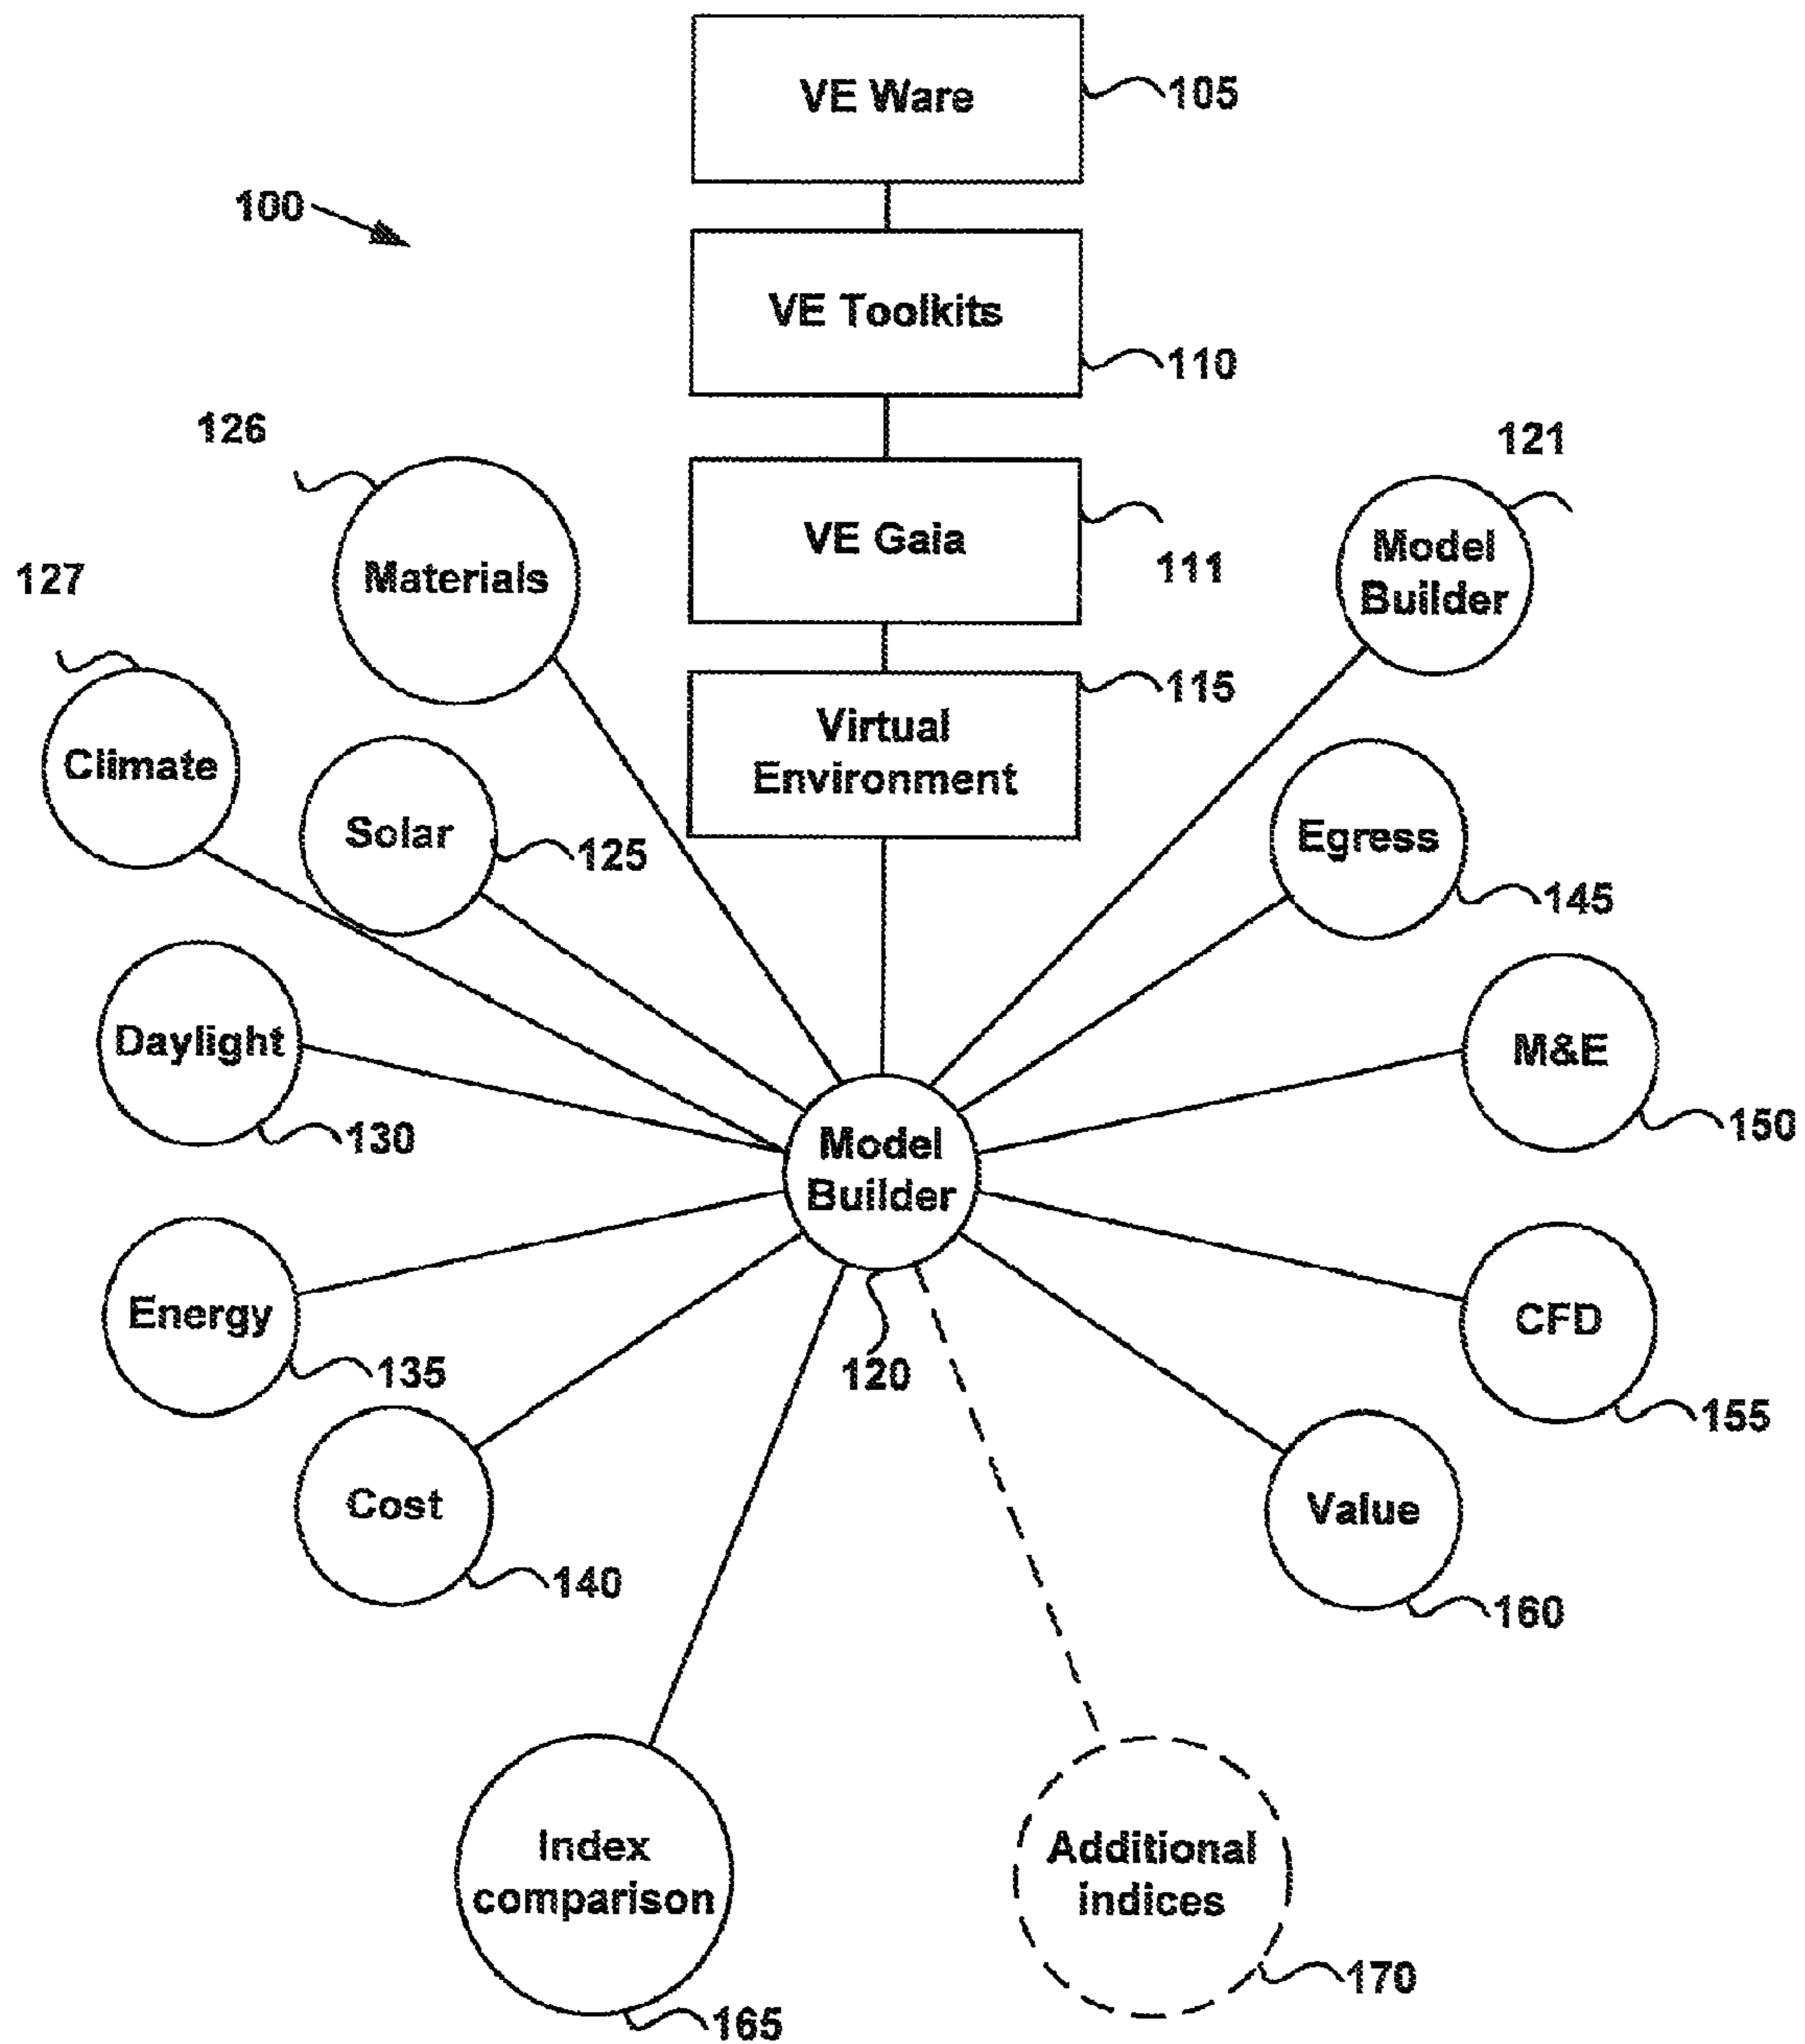 VE Ware
105
100
VE Toolkits
110
126
121
VE Gaia
111
Model
Builder
Materials
127
115
Virtual
Environment
Climate
Solar
125
Egress
145
Daylight
130
M&E
150
Model
Builder
120
Energy
135
CFD
155
Cost
140
Value
160
Index
comparison
165
Additional
indices
170